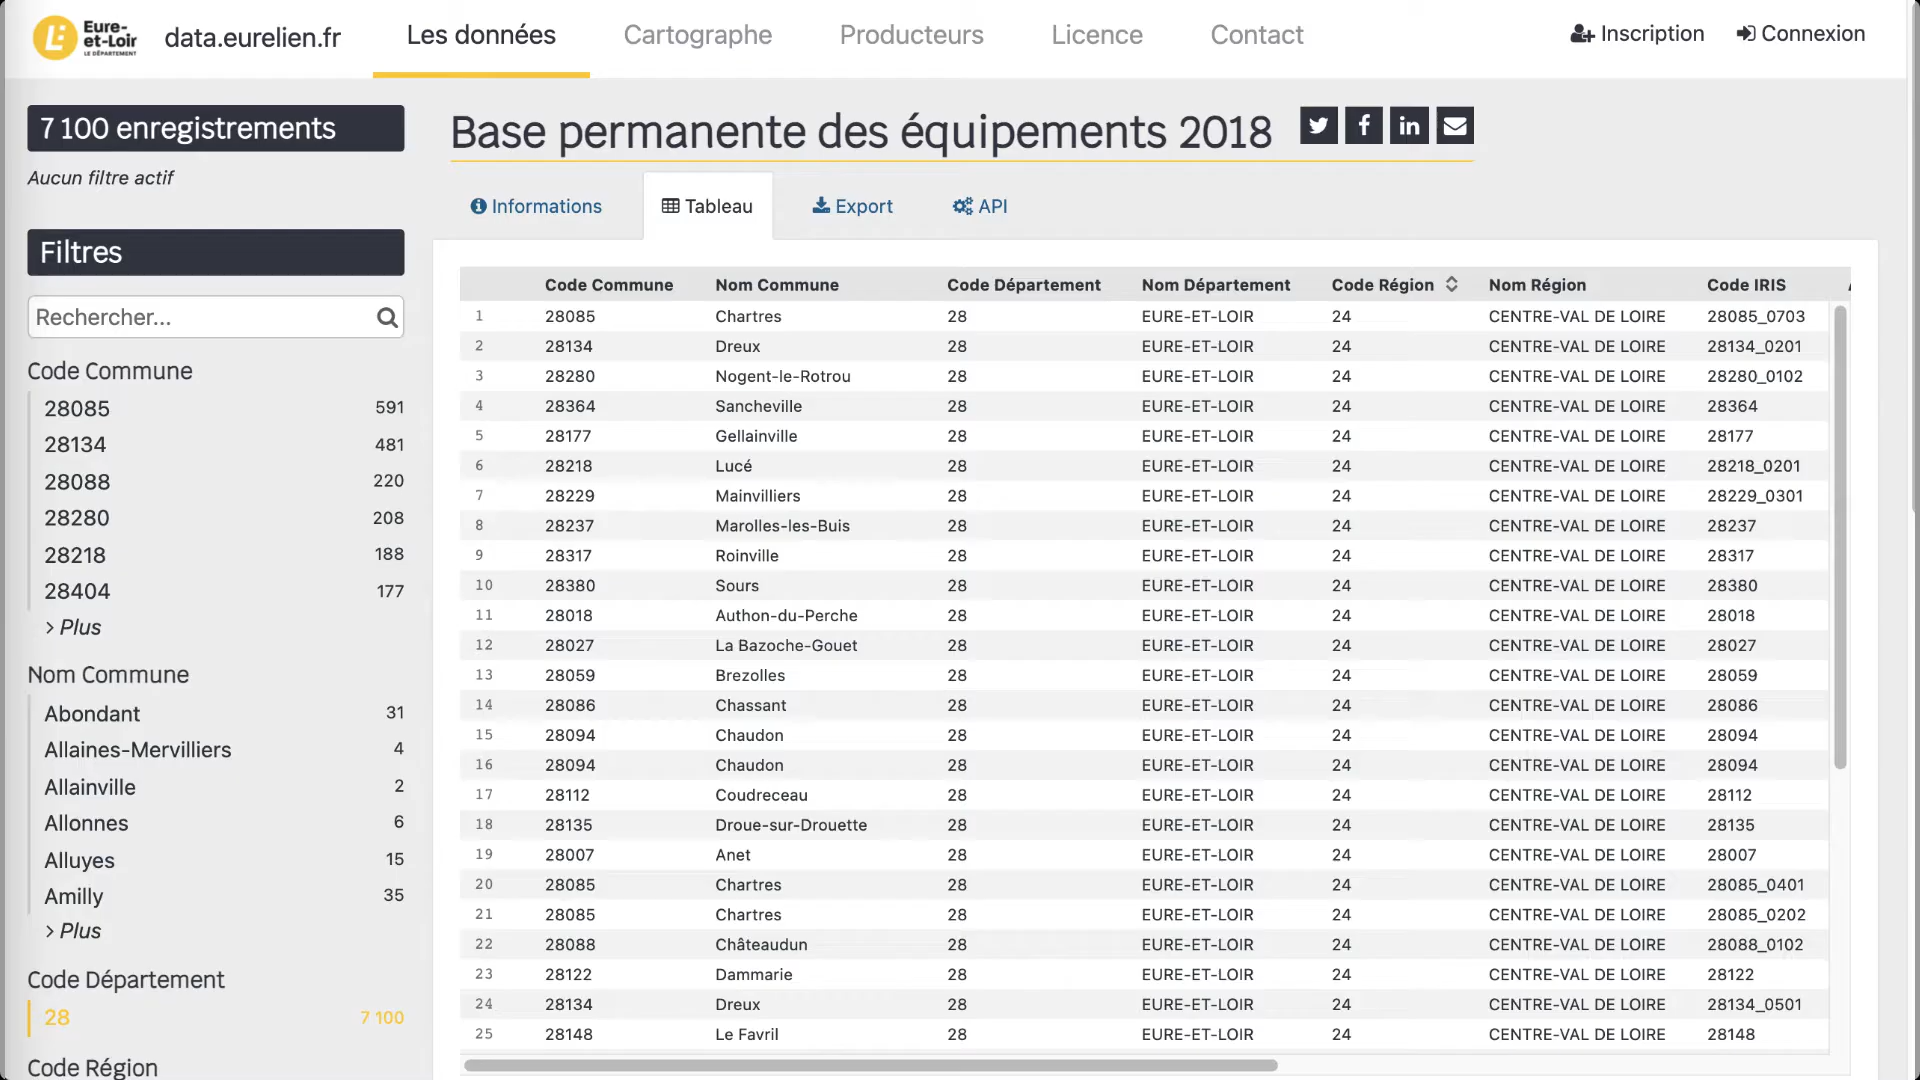 Eure-
et-Loir
LE DÉPARTEMENT
data.eurelien.fr
Les données
Cartographe
Producteurs
Licence
Contact
Inscription
Connexion
7 100 enregistrements
Aucun filtre actif
Filtres
Rechercher...
Code Commune
28085 591
28134 481
28088 220
28280 208
28218 188
28404 177
> Plus
Nom Commune
Abondant 31
Allaines-Mervilliers 4
Allainville 2
Allonnes 6
Alluyes 15
Amilly 35
> Plus
Code Département
28 7 100
Code Région
Base permanente des équipements 2018
Informations
Tableau
Export
API
Code Commune Nom Commune Code Département Nom Département Code Région Nom Région Code IRIS
1 28085 Chartres 28 EURE-ET-LOIR 24 CENTRE-VAL DE LOIRE 28085_0703
2 28134 Dreux 28 EURE-ET-LOIR 24 CENTRE-VAL DE LOIRE 28134_0201
3 28280 Nogent-le-Rotrou 28 EURE-ET-LOIR 24 CENTRE-VAL DE LOIRE 28280_0102
4 28364 Sancheville 28 EURE-ET-LOIR 24 CENTRE-VAL DE LOIRE 28364
5 28177 Gellainville 28 EURE-ET-LOIR 24 CENTRE-VAL DE LOIRE 28177
6 28218 Lucé 28 EURE-ET-LOIR 24 CENTRE-VAL DE LOIRE 28218_0201
7 28229 Mainvilliers 28 EURE-ET-LOIR 24 CENTRE-VAL DE LOIRE 28229_0301
8 28237 Marolles-les-Buis 28 EURE-ET-LOIR 24 CENTRE-VAL DE LOIRE 28237
9 28317 Roinville 28 EURE-ET-LOIR 24 CENTRE-VAL DE LOIRE 28317
10 28380 Sours 28 EURE-ET-LOIR 24 CENTRE-VAL DE LOIRE 28380
11 28018 Authon-du-Perche 28 EURE-ET-LOIR 24 CENTRE-VAL DE LOIRE 28018
12 28027 La Bazoche-Gouet 28 EURE-ET-LOIR 24 CENTRE-VAL DE LOIRE 28027
13 28059 Brezolles 28 EURE-ET-LOIR 24 CENTRE-VAL DE LOIRE 28059
14 28086 Chassant 28 EURE-ET-LOIR 24 CENTRE-VAL DE LOIRE 28086
15 28094 Chaudon 28 EURE-ET-LOIR 24 CENTRE-VAL DE LOIRE 28094
16 28094 Chaudon 28 EURE-ET-LOIR 24 CENTRE-VAL DE LOIRE 28094
17 28112 Coudreceau 28 EURE-ET-LOIR 24 CENTRE-VAL DE LOIRE 28112
18 28135 Droue-sur-Drouette 28 EURE-ET-LOIR 24 CENTRE-VAL DE LOIRE 28135
19 28007 Anet 28 EURE-ET-LOIR 24 CENTRE-VAL DE LOIRE 28007
20 28085 Chartres 28 EURE-ET-LOIR 24 CENTRE-VAL DE LOIRE 28085_0401
21 28085 Chartres 28 EURE-ET-LOIR 24 CENTRE-VAL DE LOIRE 28085_0202
22 28088 Châteaudun 28 EURE-ET-LOIR 24 CENTRE-VAL DE LOIRE 28088_0102
23 28122 Dammarie 28 EURE-ET-LOIR 24 CENTRE-VAL DE LOIRE 28122
24 28134 Dreux 28 EURE-ET-LOIR 24 CENTRE-VAL DE LOIRE 28134_0501
25 28148 Le Favril 28 EURE-ET-LOIR 24 CENTRE-VAL DE LOIRE 28148